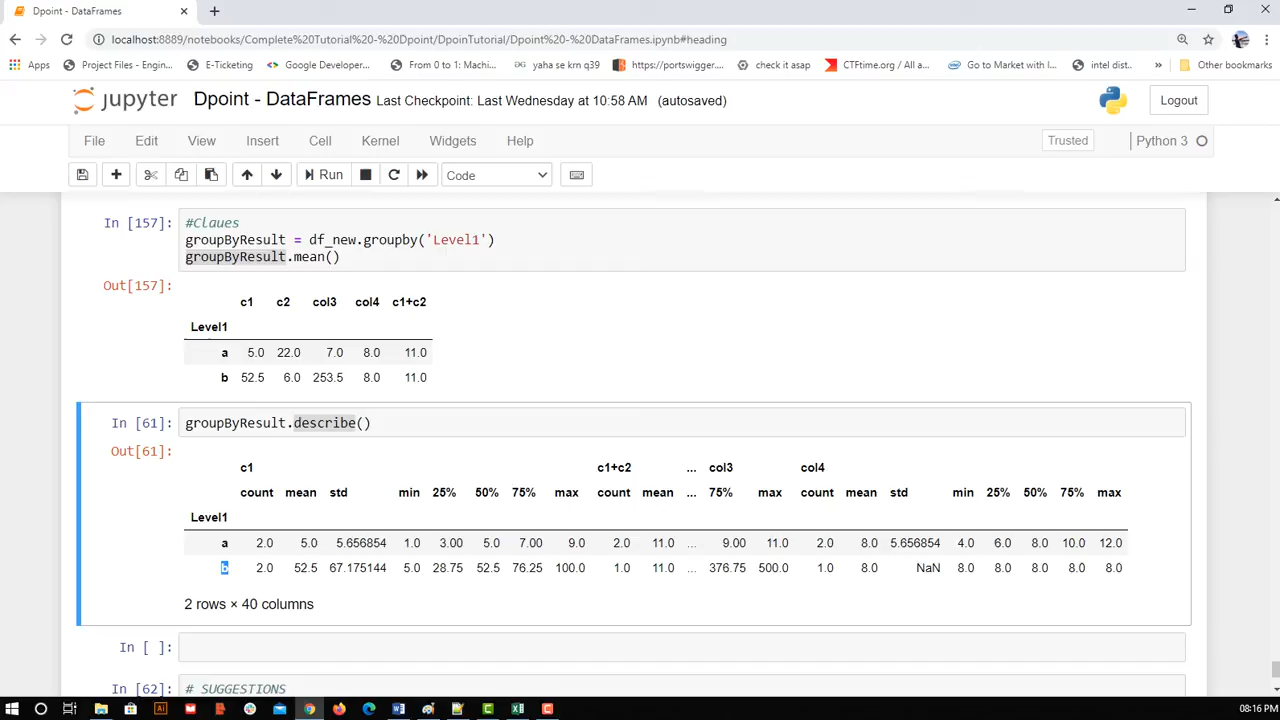 Dpoint - DataFrames
localhost:8889/notebooks/Complete%20Tutorial%20-%20Dpoint/DpoinTutorial/Dpoint%20-%20DataFrames.ipynb#heading
Apps Project Files - Engin... E-Ticketing Google Developer... From 0 to 1: Machi... yaha se krn q39 https://portswigger.... check it asap CTFtime.org / All a... Go to Market with I... intel dist.. » Other bookmarks
jupyter Dpoint - DataFrames Last Checkpoint: Last Wednesday at 10:58 AM (autosaved) Logout
File Edit View Insert Cell Kernel Widgets Help Trusted Python 3
Run Code
In [157]: #Claues
groupByResult = df_new.groupby('Level1')
groupByResult.mean()
Out[157]:
c1 c2 col3 col4 c1+c2
Level1
a 5.0 22.0 7.0 8.0 11.0
b 52.5 6.0 253.5 8.0 11.0
In [61]: groupByResult.describe()
Out[61]:
c1 c1+c2 ... col3 col4
count mean std min 25% 50% 75% max count mean ... 75% max count mean std min 25% 50% 75% max
Level1
a 2.0 5.0 5.656854 1.0 3.00 5.0 7.00 9.0 2.0 11.0 ... 9.00 11.0 2.0 8.0 5.656854 4.0 6.0 8.0 10.0 12.0
b 2.0 52.5 67.175144 5.0 28.75 52.5 76.25 100.0 1.0 11.0 ... 376.75 500.0 1.0 8.0 NaN 8.0 8.0 8.0 8.0 8.0
2 rows × 40 columns
In [ ]:
In [62]: # SUGGESTIONS
08:16 PM